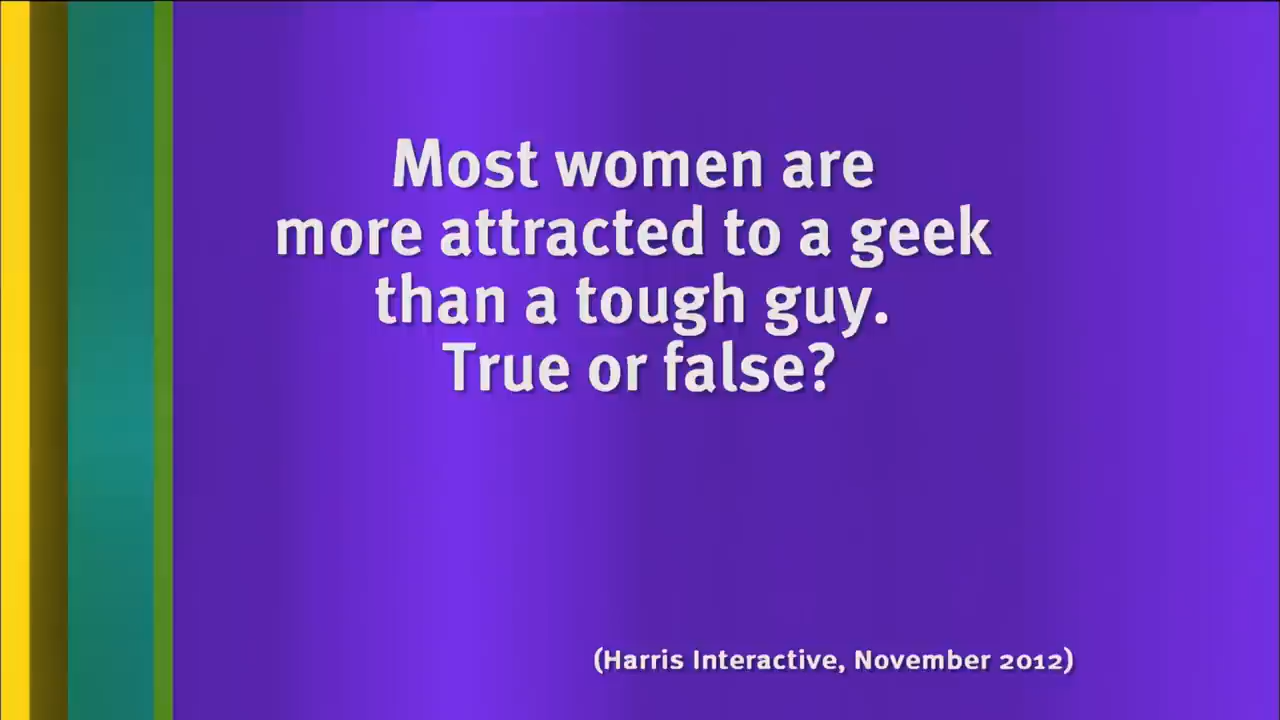 Most women are
more attracted to a geek
than a tough guy.
True or false?
(Harris Interactive, November 2012)